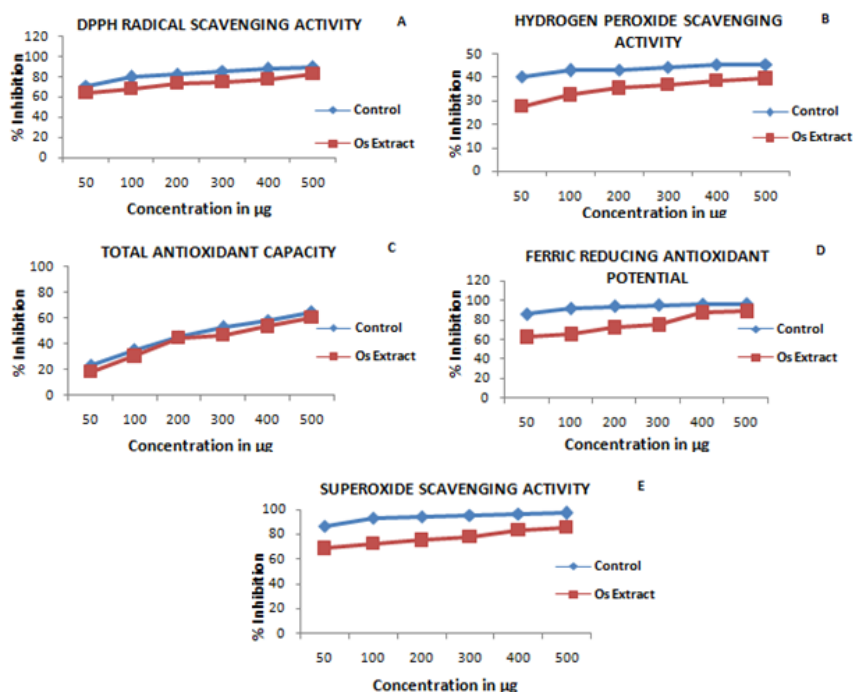 DPPH RADICAL SCAVENGING ACTIVITY
A
120
100
80
60
40
20
0
% Inhibition
50 100 200 300 400 500
Concentration in µg
Control
Os Extract
HYDROGEN PEROXIDE SCAVENGING
ACTIVITY
B
50
40
30
20
10
0
% Inhibition
50 100 200 300 400 500
Concentration in µg
Control
Os Extract
TOTAL ANTIOXIDANT CAPACITY
C
100
80
60
40
20
0
% Inhibition
50 100 200 300 400 500
Concentration in µg
Control
Os Extract
FERRIC REDUCING ANTIOXIDANT
POTENTIAL
D
120
100
80
60
40
20
0
% Inhibition
50 100 200 300 400 500
Concentration in µg
Control
Os Extract
SUPEROXIDE SCAVENGING ACTIVITY
E
100
80
60
40
20
0
% Inhibition
50 100 200 300 400 500
Concentration in µg
Control
Os Extract